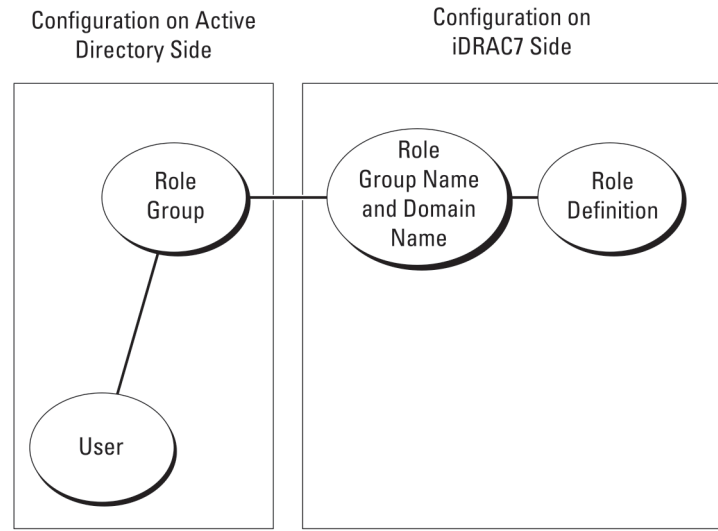 Configuration on Active
Directory Side
Configuration on
iDRAC7 Side
Role
Group
Role
Group Name
and Domain
Name
Role
Definition
User